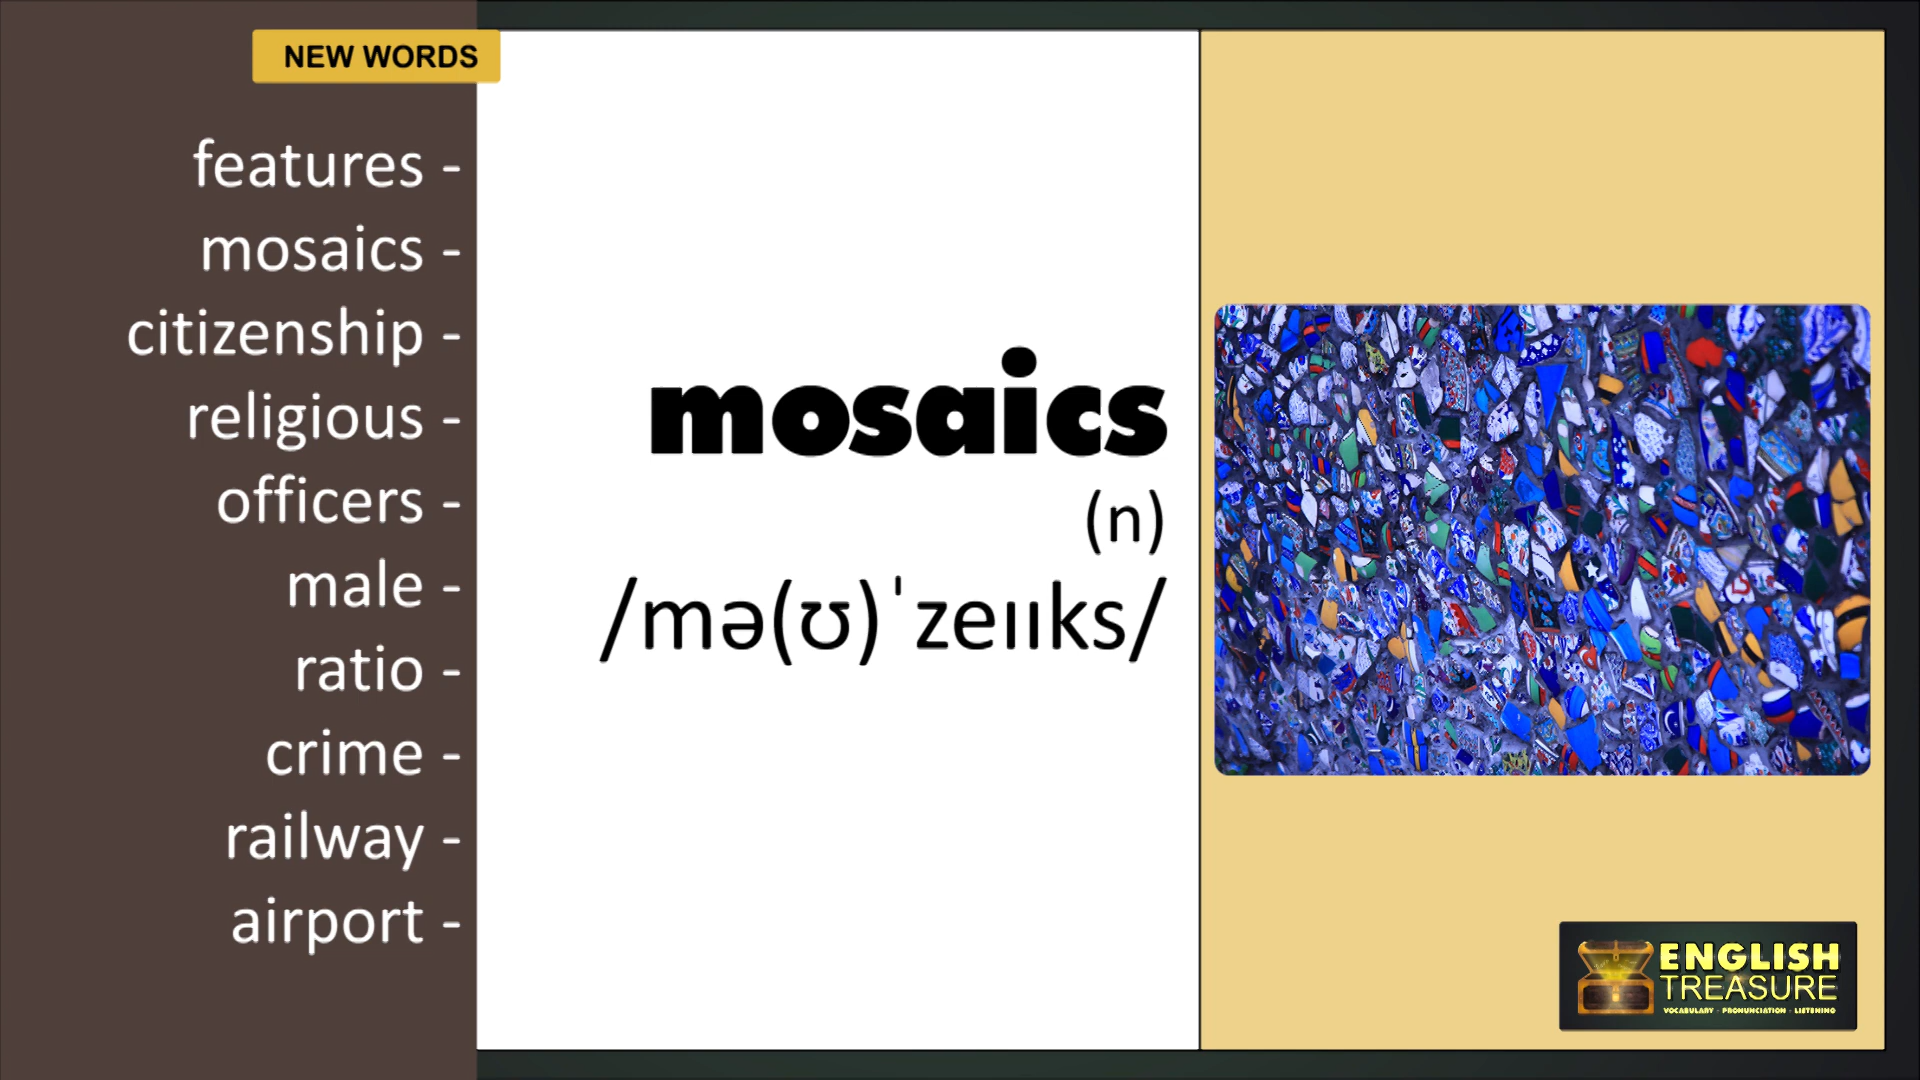 NEW WORDS
features -
mosaics -
citizenship -
religious -
officers -
male -
ratio -
crime -
railway -
airport -
mosaics
(n)
/mə(ʊ)ˈzeɪɪks/
ENGLISH
TREASURE
VOCABULARY - PRONUNCIATION - LISTENING